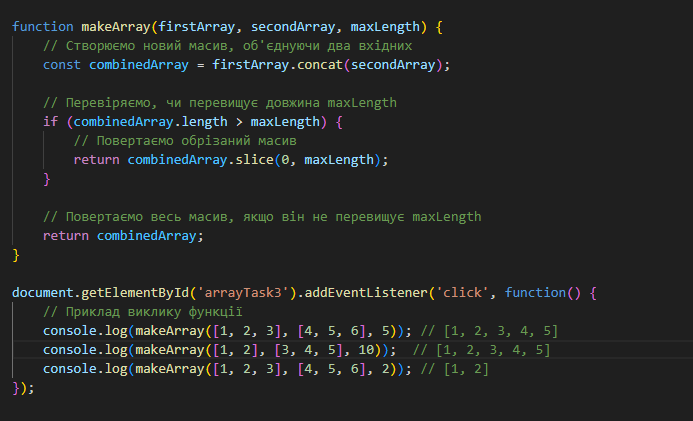 function makeArray(firstArray, secondArray, maxLength) {
    // Створюємо новий масив, об'єднуючи два вхідних
    const combinedArray = firstArray.concat(secondArray);

    // Перевіряємо, чи перевищує довжина maxLength
    if (combinedArray.length > maxLength) {
        // Повертаємо обрізаний масив
        return combinedArray.slice(0, maxLength);
    }

    // Повертаємо весь масив, якщо він не перевищує maxLength
    return combinedArray;
}

document.getElementById('arrayTask3').addEventListener('click', function() {
    // Приклад виклику функції
    console.log(makeArray([1, 2, 3], [4, 5, 6], 5)); // [1, 2, 3, 4, 5]
    console.log(makeArray([1, 2], [3, 4, 5], 10));  // [1, 2, 3, 4, 5]
    console.log(makeArray([1, 2, 3], [4, 5, 6], 2)); // [1, 2]
});